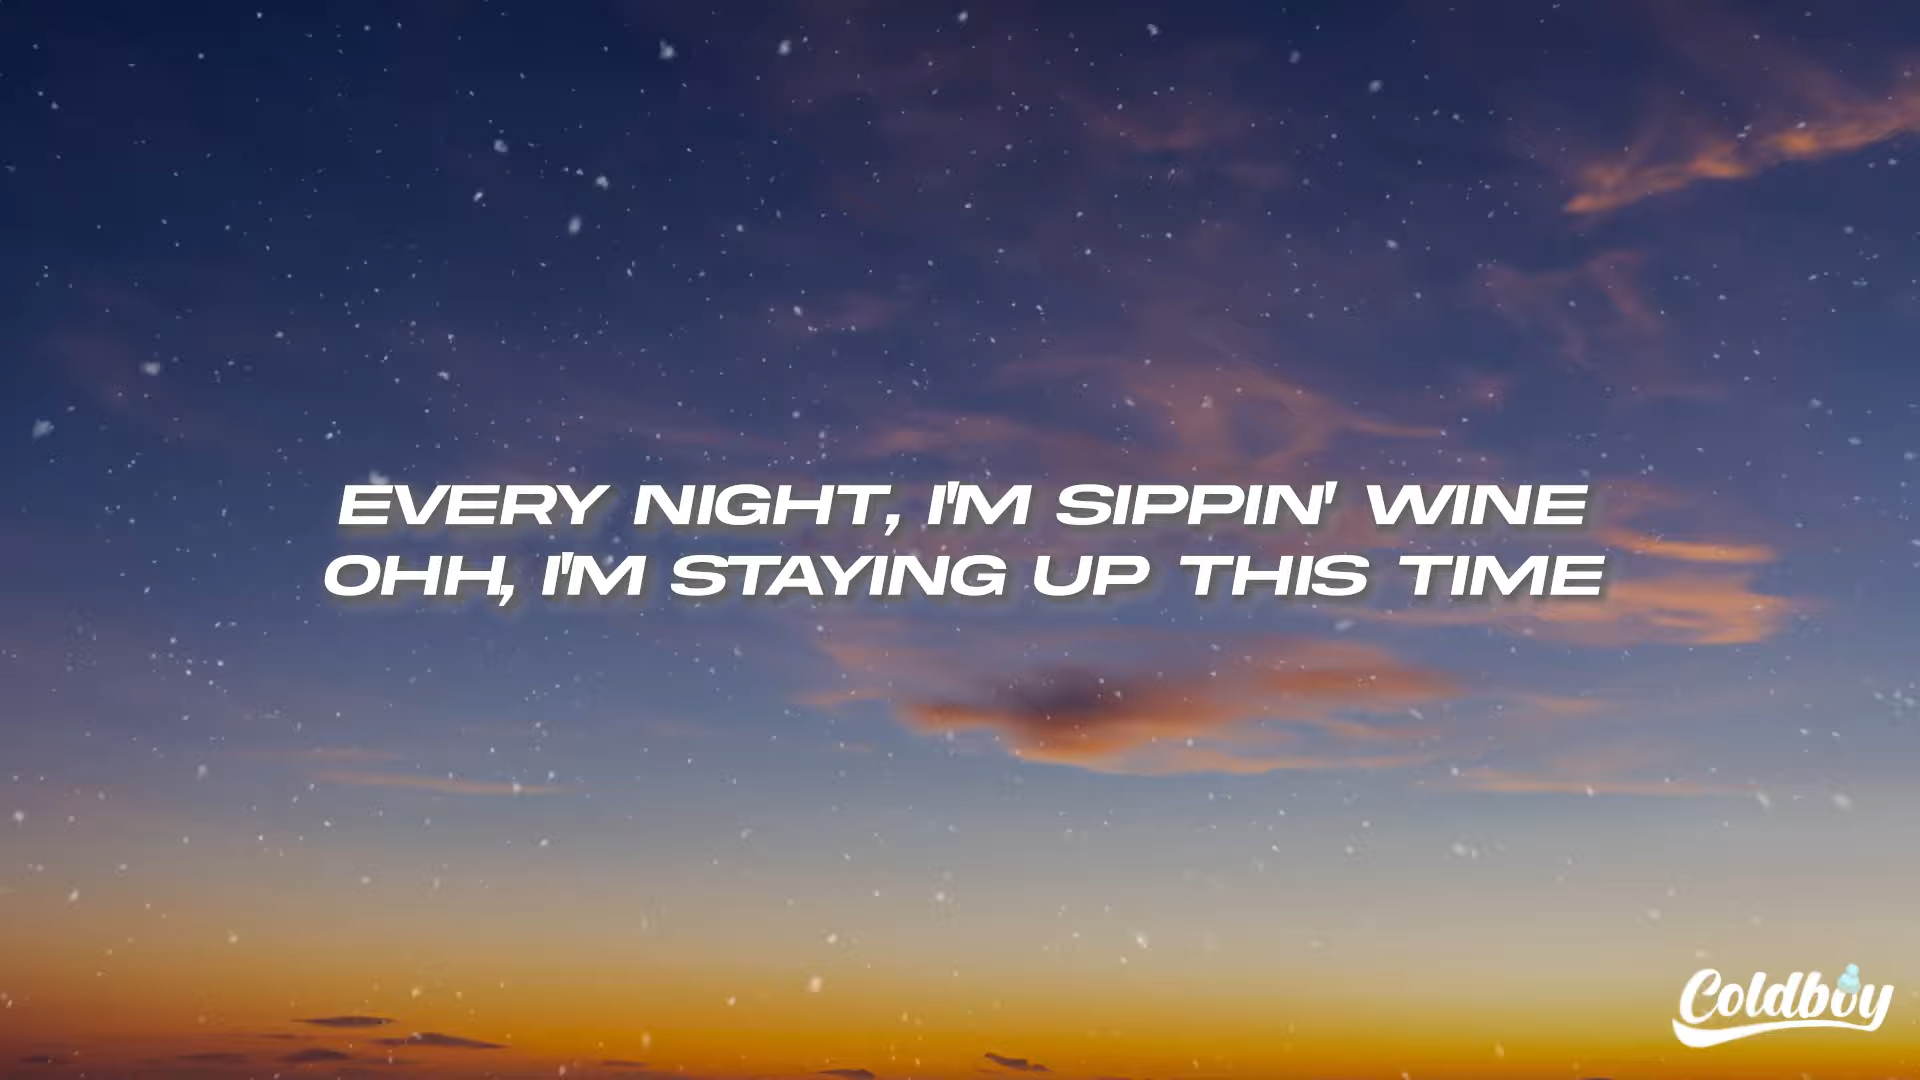 EVERY NIGHT, I'M SIPPIN' WINE
OHH, I'M STAYING UP THIS TIME
Coldboy